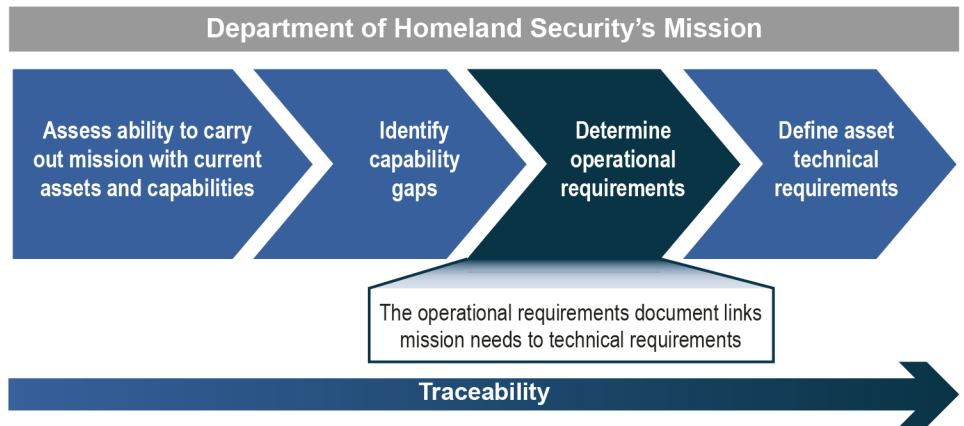 Department of Homeland Security’s Mission
Assess ability to carry
out mission with current
assets and capabilities
Identify
capability
gaps
Determine
operational
requirements
Define asset
technical
requirements
The operational requirements document links
mission needs to technical requirements
Traceability